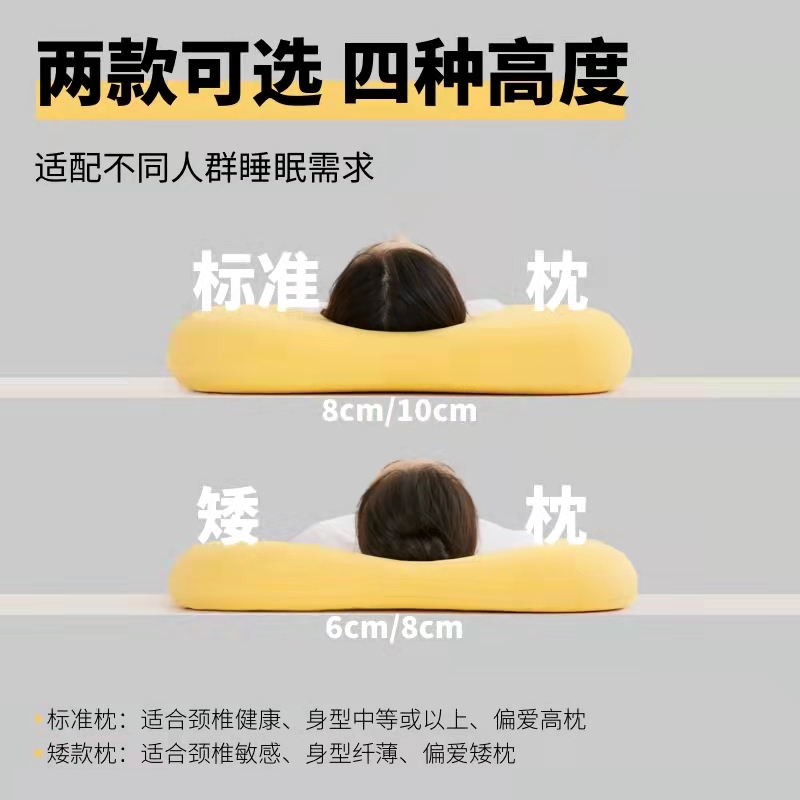 两款可选 四种高度
适配不同人群睡眠需求
标准 枕
8cm/10cm
矮 枕
6cm/8cm
标准枕：适合颈椎健康、身型中等或以上、偏爱高枕
矮款枕：适合颈椎敏感、身型纤薄、偏爱矮枕